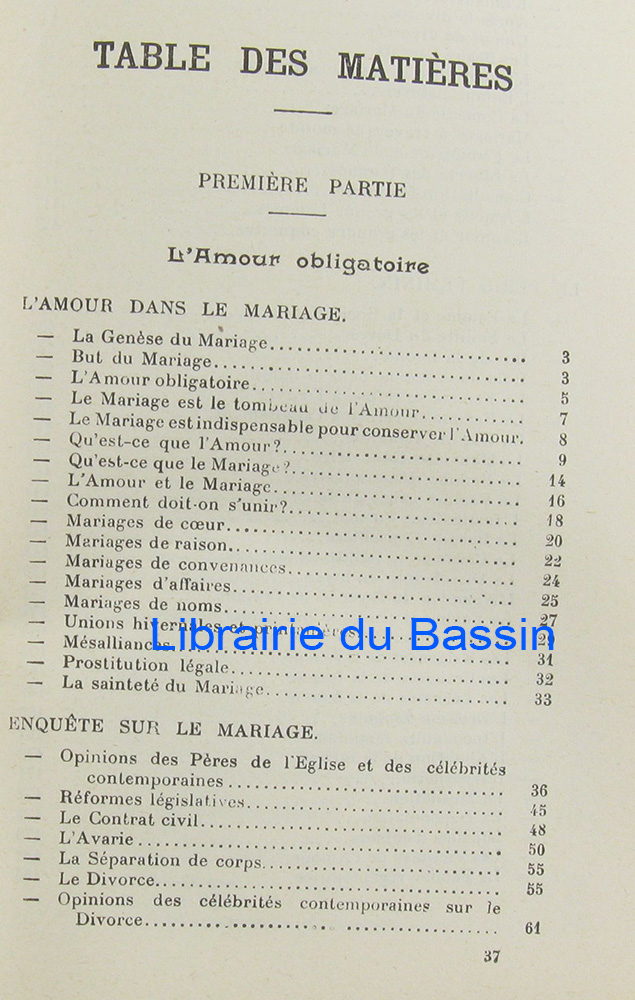 TABLE DES MATIÈRES
PREMIÈRE PARTIE
L'Amour obligatoire
L'AMOUR DANS LE MARIAGE.
— La Genèse du Mariage.......... 3
— But du Mariage.......... 3
— L'Amour obligatoire.......... 5
— Le Mariage est le tombeau de l'Amour.......... 7
— Le Mariage est indispensable pour conserver l'Amour. 8
— Qu'est-ce que l'Amour?.......... 9
— Qu'est-ce que le Mariage?.......... 14
— L'Amour et le Mariage.......... 16
— Comment doit-on s'unir?.......... 18
— Mariages de cœur.......... 20
— Mariages de raison.......... 22
— Mariages de convenances.......... 24
— Mariages d'affaires.......... 25
— Mariages de noms.......... 27
— Unions hivernales et printanières..........
— Mésalliances.......... 31
— Prostitution légale.......... 32
— La sainteté du Mariage.......... 33
Librairie du Bassin
ENQUÊTE SUR LE MARIAGE.
— Opinions des Pères de l'Eglise et des célébrités
contemporaines.......... 36
— Réformes législatives.......... 45
— Le Contrat civil.......... 48
— L'Avarie.......... 50
— La Séparation de corps.......... 55
— Le Divorce.......... 55
— Opinions des célébrités contemporaines sur le
Divorce.......... 61
37